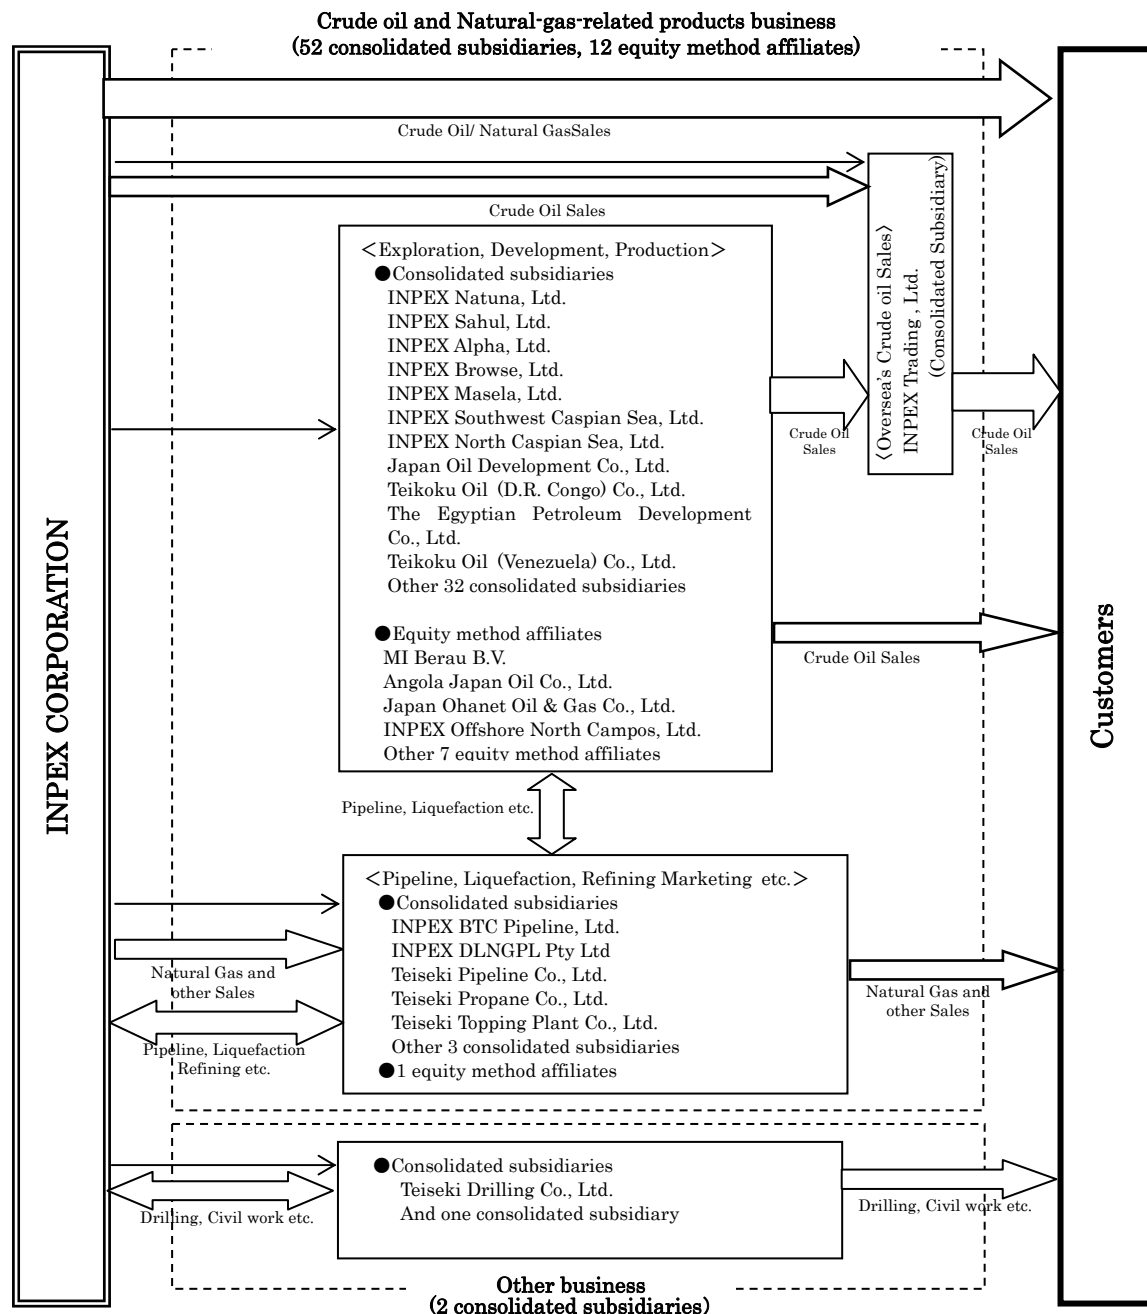 Crude oil and Natural-gas-related products business
(52 consolidated subsidiaries, 12 equity method affiliates)
INPEX CORPORATION
Crude Oil/ Natural GasSales
Crude Oil Sales
〈Oversea's Crude oil Sales〉
INPEX Trading , Ltd.
(Consolidated Subsidiary)
＜Exploration, Development, Production＞
●Consolidated subsidiaries
INPEX Natuna, Ltd.
INPEX Sahul, Ltd.
INPEX Alpha, Ltd.
INPEX Browse, Ltd.
INPEX Masela, Ltd.
INPEX Southwest Caspian Sea, Ltd.
INPEX North Caspian Sea, Ltd.
Japan Oil Development Co., Ltd.
Teikoku Oil (D.R. Congo) Co., Ltd.
The Egyptian Petroleum Development
Co., Ltd.
Teikoku Oil (Venezuela) Co., Ltd.
Other 32 consolidated subsidiaries
●Equity method affiliates
MI Berau B.V.
Angola Japan Oil Co., Ltd.
Japan Ohanet Oil & Gas Co., Ltd.
INPEX Offshore North Campos, Ltd.
Other 7 equity method affiliates
Crude Oil
Sales
Crude Oil
Sales
Crude Oil Sales
Customers
Pipeline, Liquefaction etc.
＜Pipeline, Liquefaction, Refining Marketing etc.＞
●Consolidated subsidiaries
INPEX BTC Pipeline, Ltd.
INPEX DLNGPL Pty Ltd
Teiseki Pipeline Co., Ltd.
Teiseki Propane Co., Ltd.
Teiseki Topping Plant Co., Ltd.
Other 3 consolidated subsidiaries
●1 equity method affiliates
Natural Gas and
other Sales
Pipeline, Liquefaction
Refining etc.
Natural Gas and
other Sales
●Consolidated subsidiaries
Teiseki Drilling Co., Ltd.
And one consolidated subsidiary
Drilling, Civil work etc.
Drilling, Civil work etc.
Other business
(2 consolidated subsidiaries)